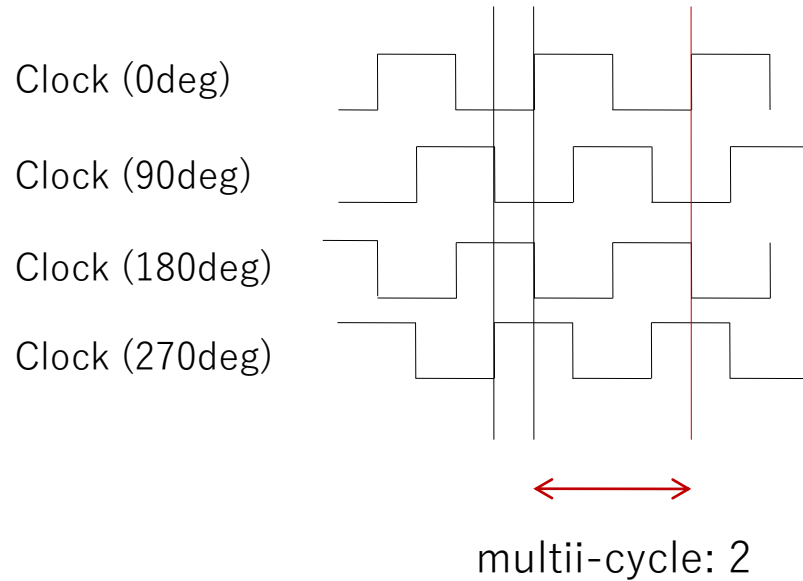 Clock (0deg)
Clock (90deg)
Clock (180deg)
Clock (270deg)
multii-cycle: 2